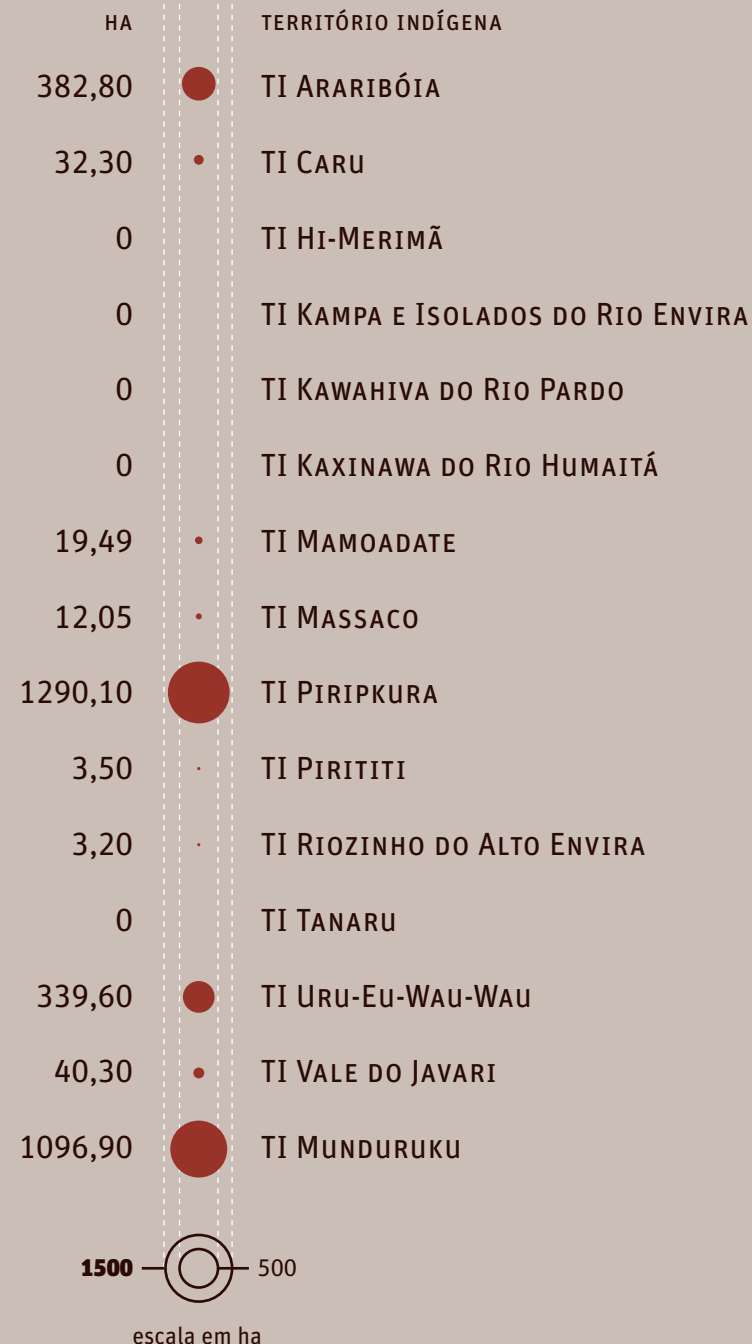 HA TERRITÓRIO INDÍGENA
382,80 TI ARARIBÓIA
32,30 TI CARU
0 TI HI-MERIMÃ
0 TI KAMPA E ISOLADOS DO RIO ENVIRA
0 TI KAWAHIVA DO RIO PARDO
0 TI KAXINAWA DO RIO HUMAITÁ
19,49 TI MAMOADATE
12,05 TI MASSACO
1290,10 TI PIRIPKURA
3,50 TI PIRITITI
3,20 TI RIOZINHO DO ALTO ENVIRA
0 TI TANARU
339,60 TI URU-EU-WAU-WAU
40,30 TI VALE DO JAVARI
1096,90 TI MUNDURUKU
1500 500
escala em ha